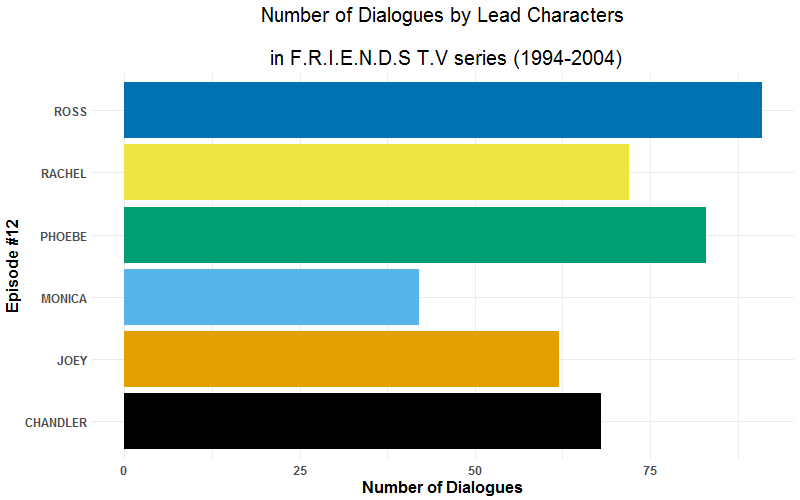 Number of Dialogues by Lead Characters
in F.R.I.E.N.D.S T.V series (1994-2004)
Episode #12
ROSS
RACHEL
PHOEBE
MONICA
JOEY
CHANDLER
0 25 50 75
Number of Dialogues